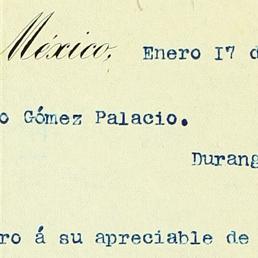 México, Enero 17 d
o Gómez Palacio.
Durang
ro á su apreciable de